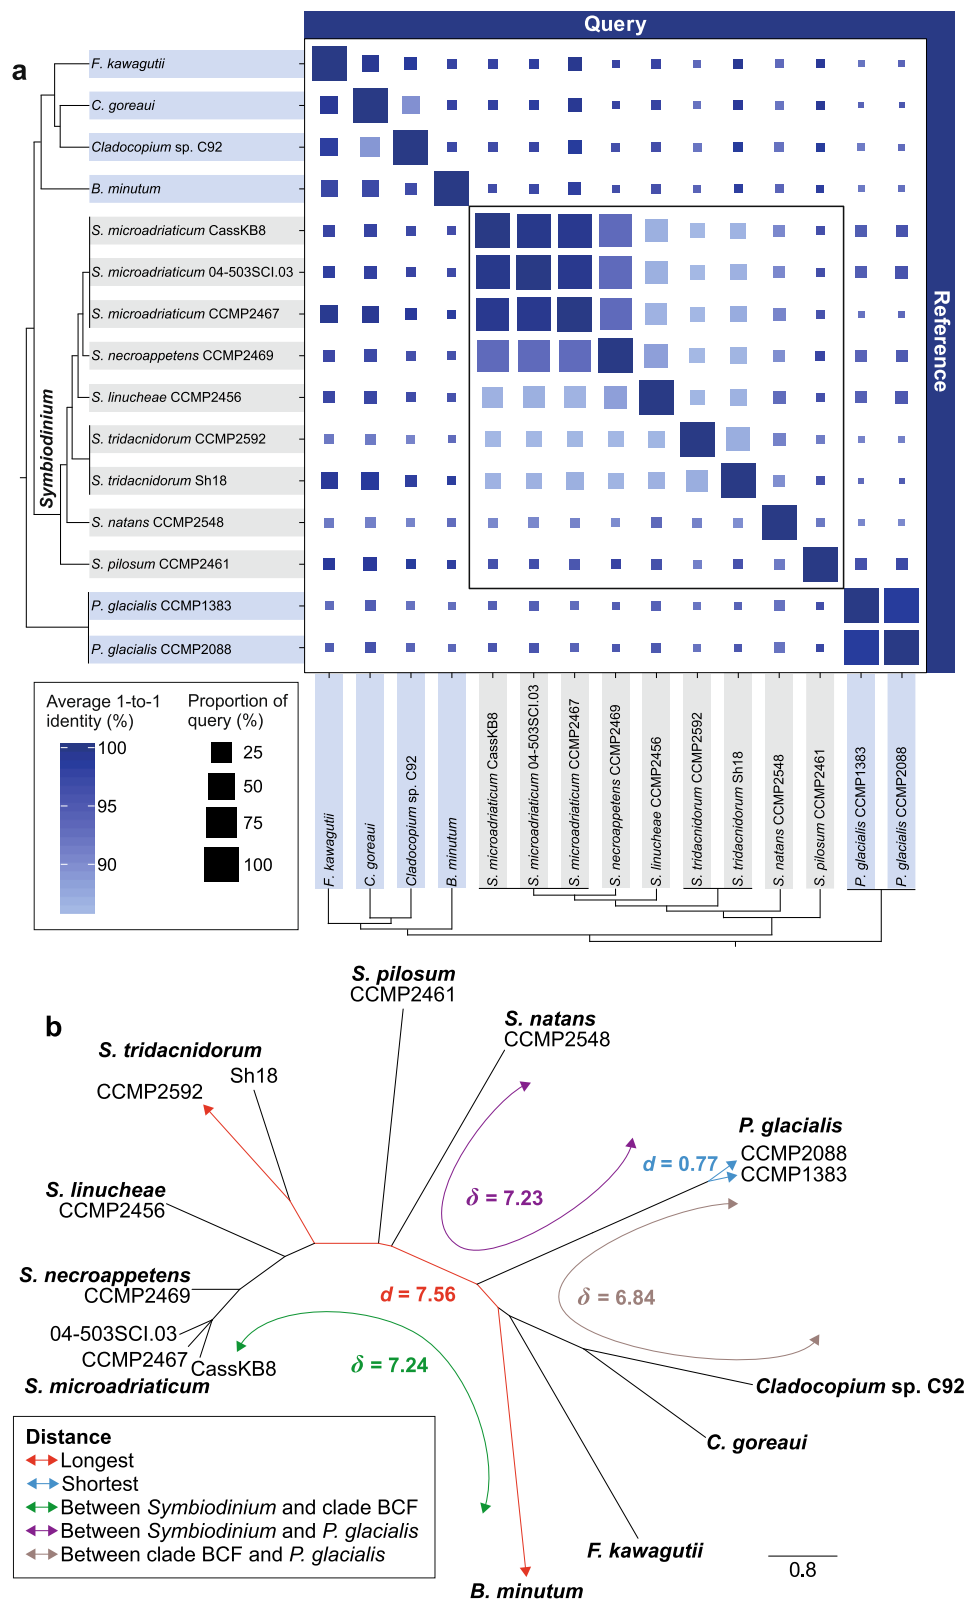 Query
a
F. kawagutii
C. goreaui
Cladocopium sp. C92
B. minutum
S. microadriaticum CassKB8
S. microadriaticum 04-503SCI.03
S. microadriaticum CCMP2467
S. necroappetens CCMP2469
S. linucheae CCMP2456
S. tridacnidorum CCMP2592
S. tridacnidorum Sh18
S. natans CCMP2548
S. pilosum CCMP2461
P. glacialis CCMP1383
P. glacialis CCMP2088
Symbiodinium
Reference
Average 1-to-1
identity (%)
100
95
90
Proportion of
query (%)
25
50
75
100
F. kawagutii
C. goreaui
Cladocopium sp. C92
B. minutum
S. microadriaticum CassKB8
S. microadriaticum 04-503SCI.03
S. microadriaticum CCMP2467
S. necroappetens CCMP2469
S. linucheae CCMP2456
S. tridacnidorum CCMP2592
S. tridacnidorum Sh18
S. natans CCMP2548
S. pilosum CCMP2461
P. glacialis CCMP1383
P. glacialis CCMP2088
b
S. pilosum
CCMP2461
S. natans
CCMP2548
S. tridacnidorum
Sh18
CCMP2592
P. glacialis
CCMP2088
CCMP1383
d = 0.77
S. linucheae
CCMP2456
δ = 7.23
S. necroappetens
CCMP2469
d = 7.56
δ = 6.84
04-503SCI.03
CCMP2467
CassKB8
S. microadriaticum
δ = 7.24
Cladocopium sp. C92
C. goreaui
F. kawagutii
B. minutum
Distance
Longest
Shortest
Between Symbiodinium and clade BCF
Between Symbiodinium and P. glacialis
Between clade BCF and P. glacialis
0.8